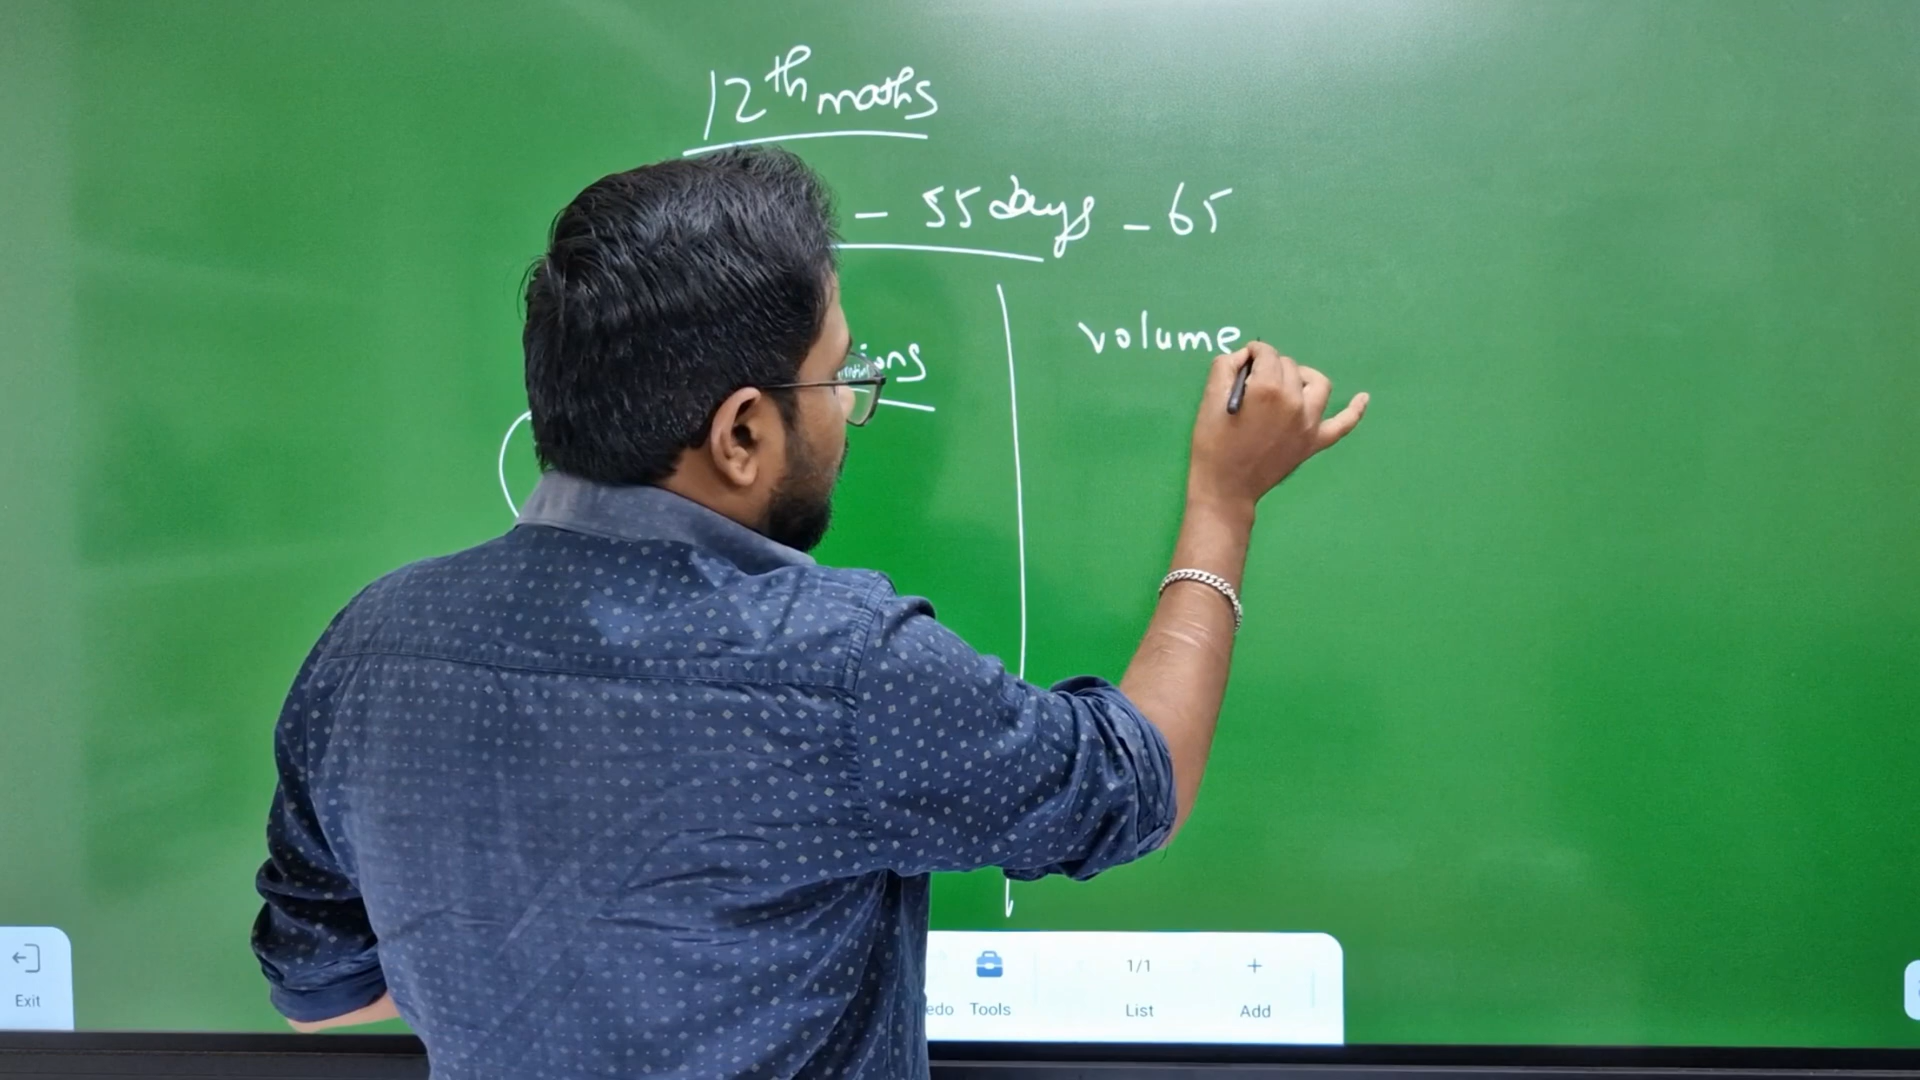 12th maths
- 55 days - 65
volume
Exit
Tools
1/1
List
+
Add